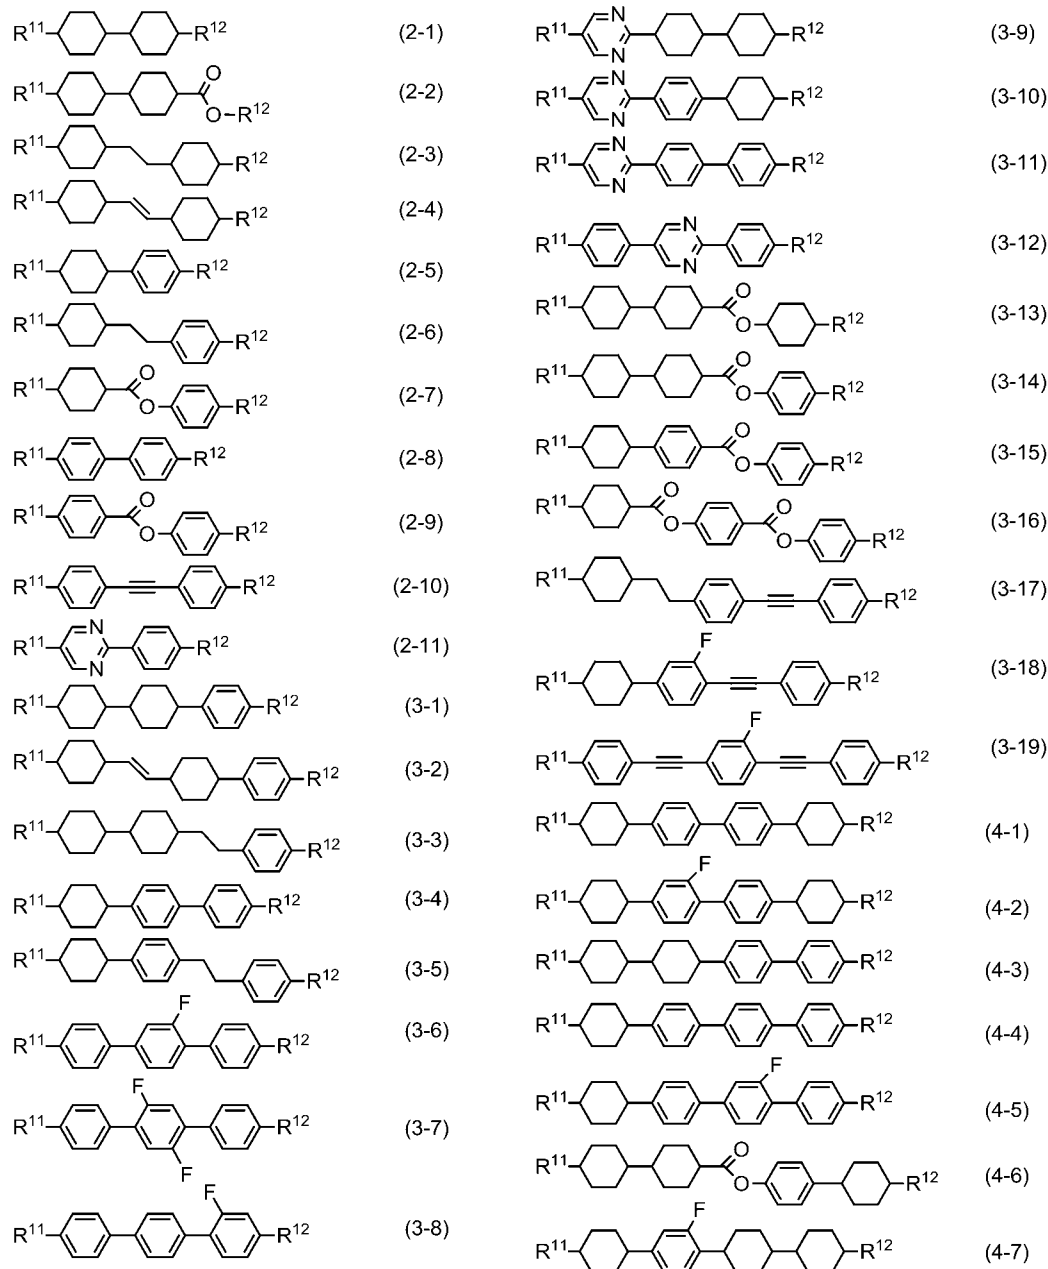 R¹¹ R¹² (2-1)
R¹¹ O O R¹² (2-2)
R¹¹ R¹² (2-3)
R¹¹ R¹² (2-4)
R¹¹ R¹² (2-5)
R¹¹ R¹² (2-6)
R¹¹ O O R¹² (2-7)
R¹¹ R¹² (2-8)
R¹¹ O O R¹² (2-9)
R¹¹ R¹² (2-10)
R¹¹ N N R¹² (2-11)
R¹¹ R¹² (3-1)
R¹¹ R¹² (3-2)
R¹¹ R¹² (3-3)
R¹¹ R¹² (3-4)
R¹¹ R¹² (3-5)
R¹¹ F R¹² (3-6)
R¹¹ F F R¹² (3-7)
R¹¹ F R¹² (3-8)
R¹¹ N N R¹² (3-9)
R¹¹ N N R¹² (3-10)
R¹¹ N N R¹² (3-11)
R¹¹ N N R¹² (3-12)
R¹¹ O O R¹² (3-13)
R¹¹ O O R¹² (3-14)
R¹¹ O O R¹² (3-15)
R¹¹ O O O O R¹² (3-16)
R¹¹ R¹² (3-17)
R¹¹ F R¹² (3-18)
R¹¹ F R¹² (3-19)
R¹¹ R¹² (4-1)
R¹¹ F R¹² (4-2)
R¹¹ R¹² (4-3)
R¹¹ R¹² (4-4)
R¹¹ F R¹² (4-5)
R¹¹ O O R¹² (4-6)
R¹¹ F R¹² (4-7)